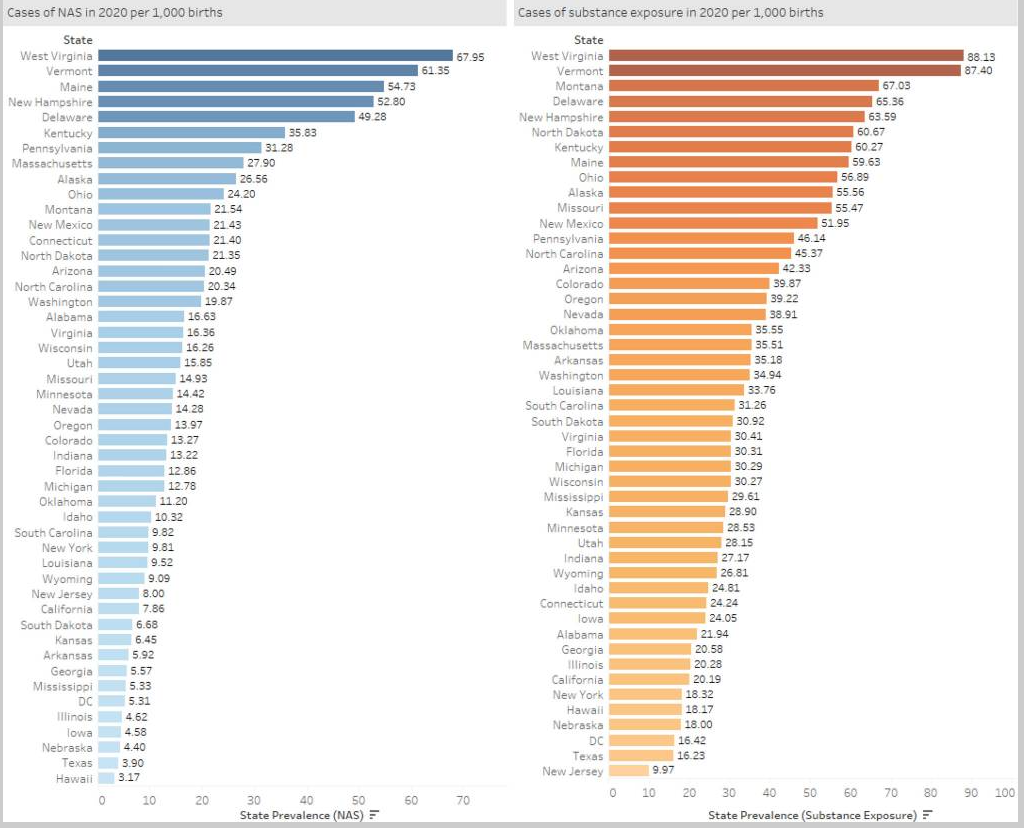 Cases of NAS in 2020 per 1,000 births
State
West Virginia 67.95
Vermont 61.35
Maine 54.73
New Hampshire 52.80
Delaware 49.28
Kentucky 35.83
Pennsylvania 31.28
Massachusetts 27.90
Alaska 26.56
Ohio 24.20
Montana 21.54
New Mexico 21.43
Connecticut 21.40
North Dakota 21.35
Arizona 20.49
North Carolina 20.34
Washington 19.87
Alabama 16.63
Virginia 16.36
Wisconsin 16.26
Utah 15.85
Missouri 14.93
Minnesota 14.42
Nevada 14.28
Oregon 13.97
Colorado 13.27
Indiana 13.22
Florida 12.86
Michigan 12.78
Oklahoma 11.20
Idaho 10.32
South Carolina 9.82
New York 9.81
Louisiana 9.52
Wyoming 9.09
New Jersey 8.00
California 7.86
South Dakota 6.68
Kansas 6.45
Arkansas 5.92
Georgia 5.57
Mississippi 5.33
DC 5.31
Illinois 4.62
Iowa 4.58
Nebraska 4.40
Texas 3.90
Hawaii 3.17
0 10 20 30 40 50 60 70
State Prevalence (NAS)
Cases of substance exposure in 2020 per 1,000 births
State
West Virginia 88.13
Vermont 87.40
Montana 67.03
Delaware 65.36
New Hampshire 63.59
North Dakota 60.67
Kentucky 60.27
Maine 59.63
Ohio 56.89
Alaska 55.56
Missouri 55.47
New Mexico 51.95
Pennsylvania 46.14
North Carolina 45.37
Arizona 42.33
Colorado 39.87
Oregon 39.22
Nevada 38.91
Oklahoma 35.55
Massachusetts 35.51
Arkansas 35.18
Washington 34.94
Louisiana 33.76
South Carolina 31.26
South Dakota 30.92
Virginia 30.41
Florida 30.31
Michigan 30.29
Wisconsin 30.27
Mississippi 29.61
Kansas 28.90
Minnesota 28.53
Utah 28.15
Indiana 27.17
Wyoming 26.81
Idaho 24.81
Connecticut 24.24
Iowa 24.05
Alabama 21.94
Georgia 20.58
Illinois 20.28
California 20.19
New York 18.32
Hawaii 18.17
Nebraska 18.00
DC 16.42
Texas 16.23
New Jersey 9.97
0 10 20 30 40 50 60 70 80 90 100
State Prevalence (Substance Exposure)